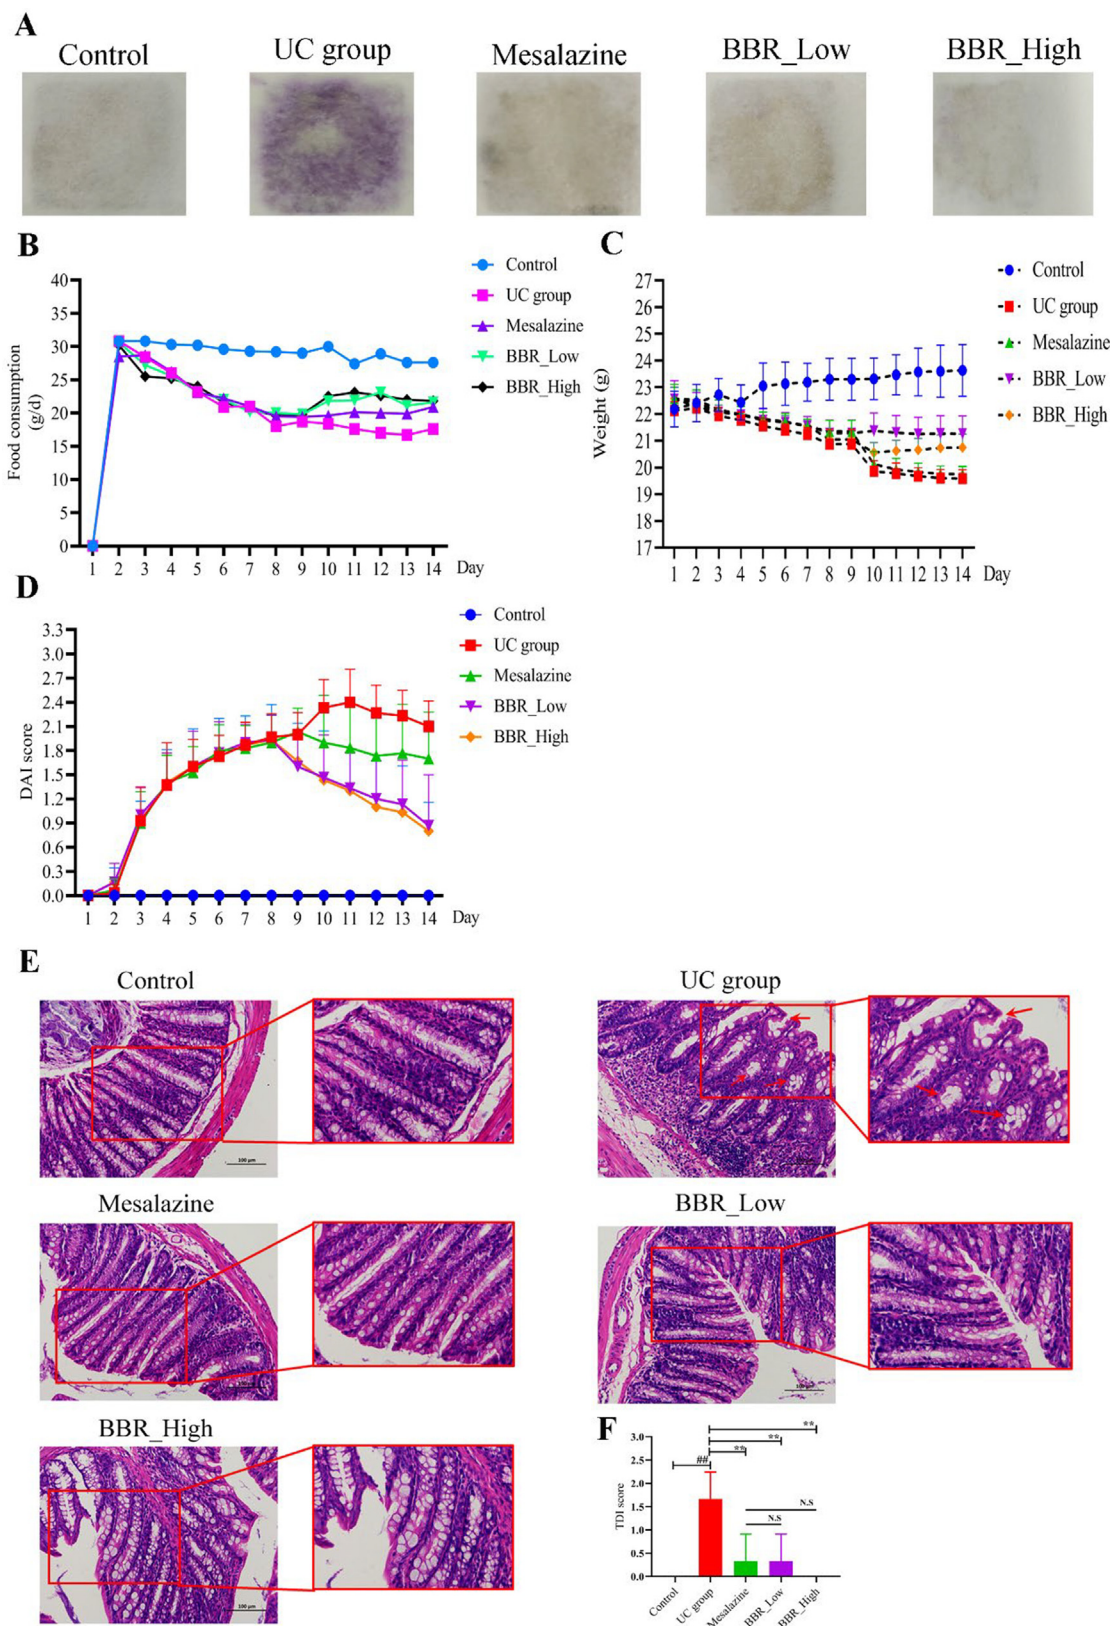 A
Control
UC group
Mesalazine
BBR_Low
BBR_High
B
Food consumption
(g/d)
40
35
30
25
20
15
10
5
0
1 2 3 4 5 6 7 8 9 10 11 12 13 14 Day
Control
UC group
Mesalazine
BBR_Low
BBR_High
C
Weight (g)
27
26
25
24
23
22
21
20
19
18
17
1 2 3 4 5 6 7 8 9 10 11 12 13 14 Day
Control
UC group
Mesalazine
BBR_Low
BBR_High
D
DAI score
3.3
3.0
2.7
2.4
2.1
1.8
1.5
1.2
0.9
0.6
0.3
0.0
1 2 3 4 5 6 7 8 9 10 11 12 13 14 Day
Control
UC group
Mesalazine
BBR_Low
BBR_High
E
Control
100 μm
UC group
Mesalazine
BBR_Low
100 μm
BBR_High
100 μm
F
TDI score
3.0
2.5
2.0
1.5
1.0
0.5
0.0
##
**
**
**
N.S
N.S
Control
UC group
Mesalazine
BBR_Low
BBR_High